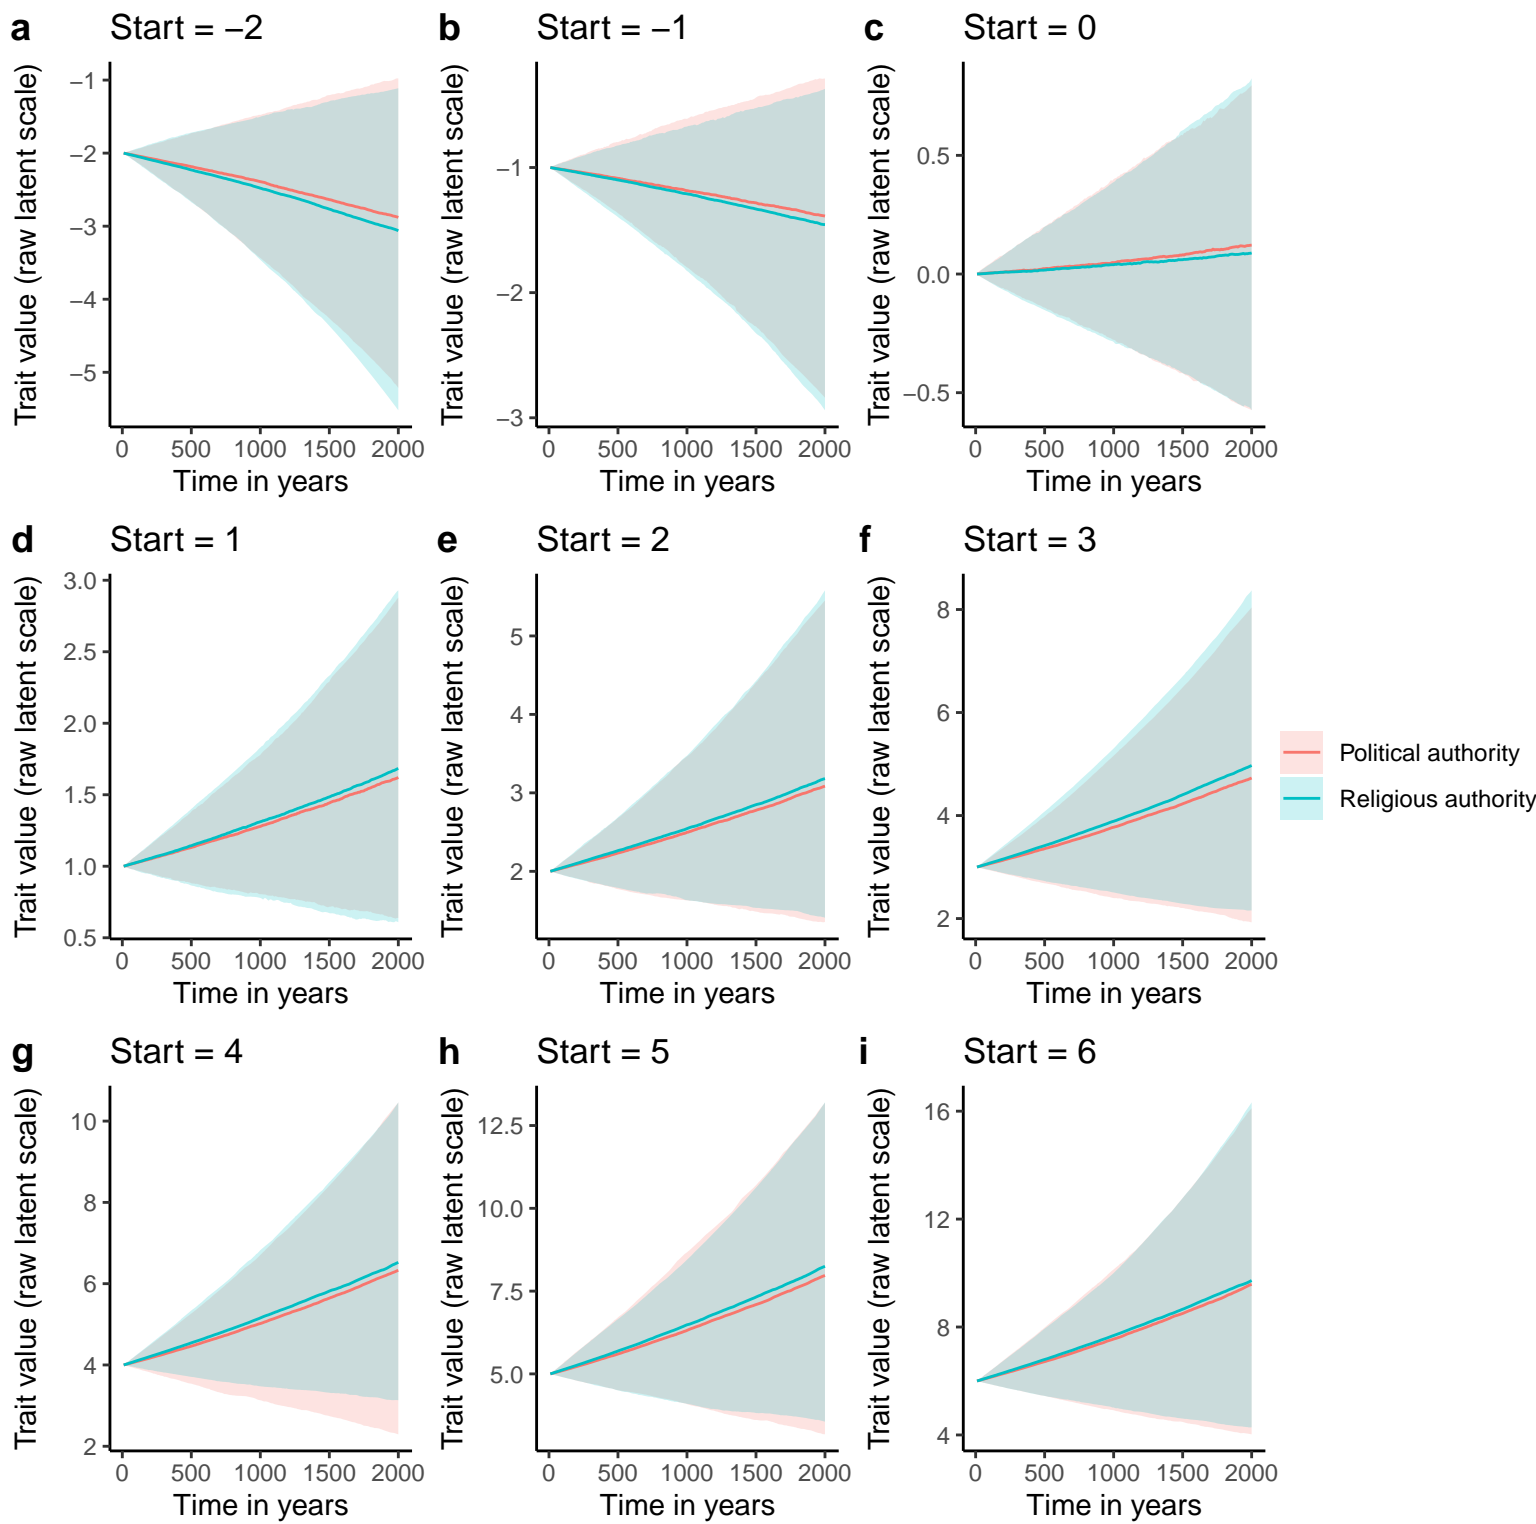 a Start = −2
Trait value (raw latent scale)
−1
−2
−3
−4
−5
0 500 1000 1500 2000
Time in years
b Start = −1
Trait value (raw latent scale)
−1
−2
−3
0 500 1000 1500 2000
Time in years
c Start = 0
Trait value (raw latent scale)
0.5
0.0
−0.5
0 500 1000 1500 2000
Time in years
d Start = 1
Trait value (raw latent scale)
3.0
2.5
2.0
1.5
1.0
0.5
0 500 1000 1500 2000
Time in years
e Start = 2
Trait value (raw latent scale)
5
4
3
2
0 500 1000 1500 2000
Time in years
f Start = 3
Trait value (raw latent scale)
8
6
4
2
0 500 1000 1500 2000
Time in years
Political authority
Religious authority
g Start = 4
Trait value (raw latent scale)
10
8
6
4
2
0 500 1000 1500 2000
Time in years
h Start = 5
Trait value (raw latent scale)
12.5
10.0
7.5
5.0
0 500 1000 1500 2000
Time in years
i Start = 6
Trait value (raw latent scale)
16
12
8
4
0 500 1000 1500 2000
Time in years